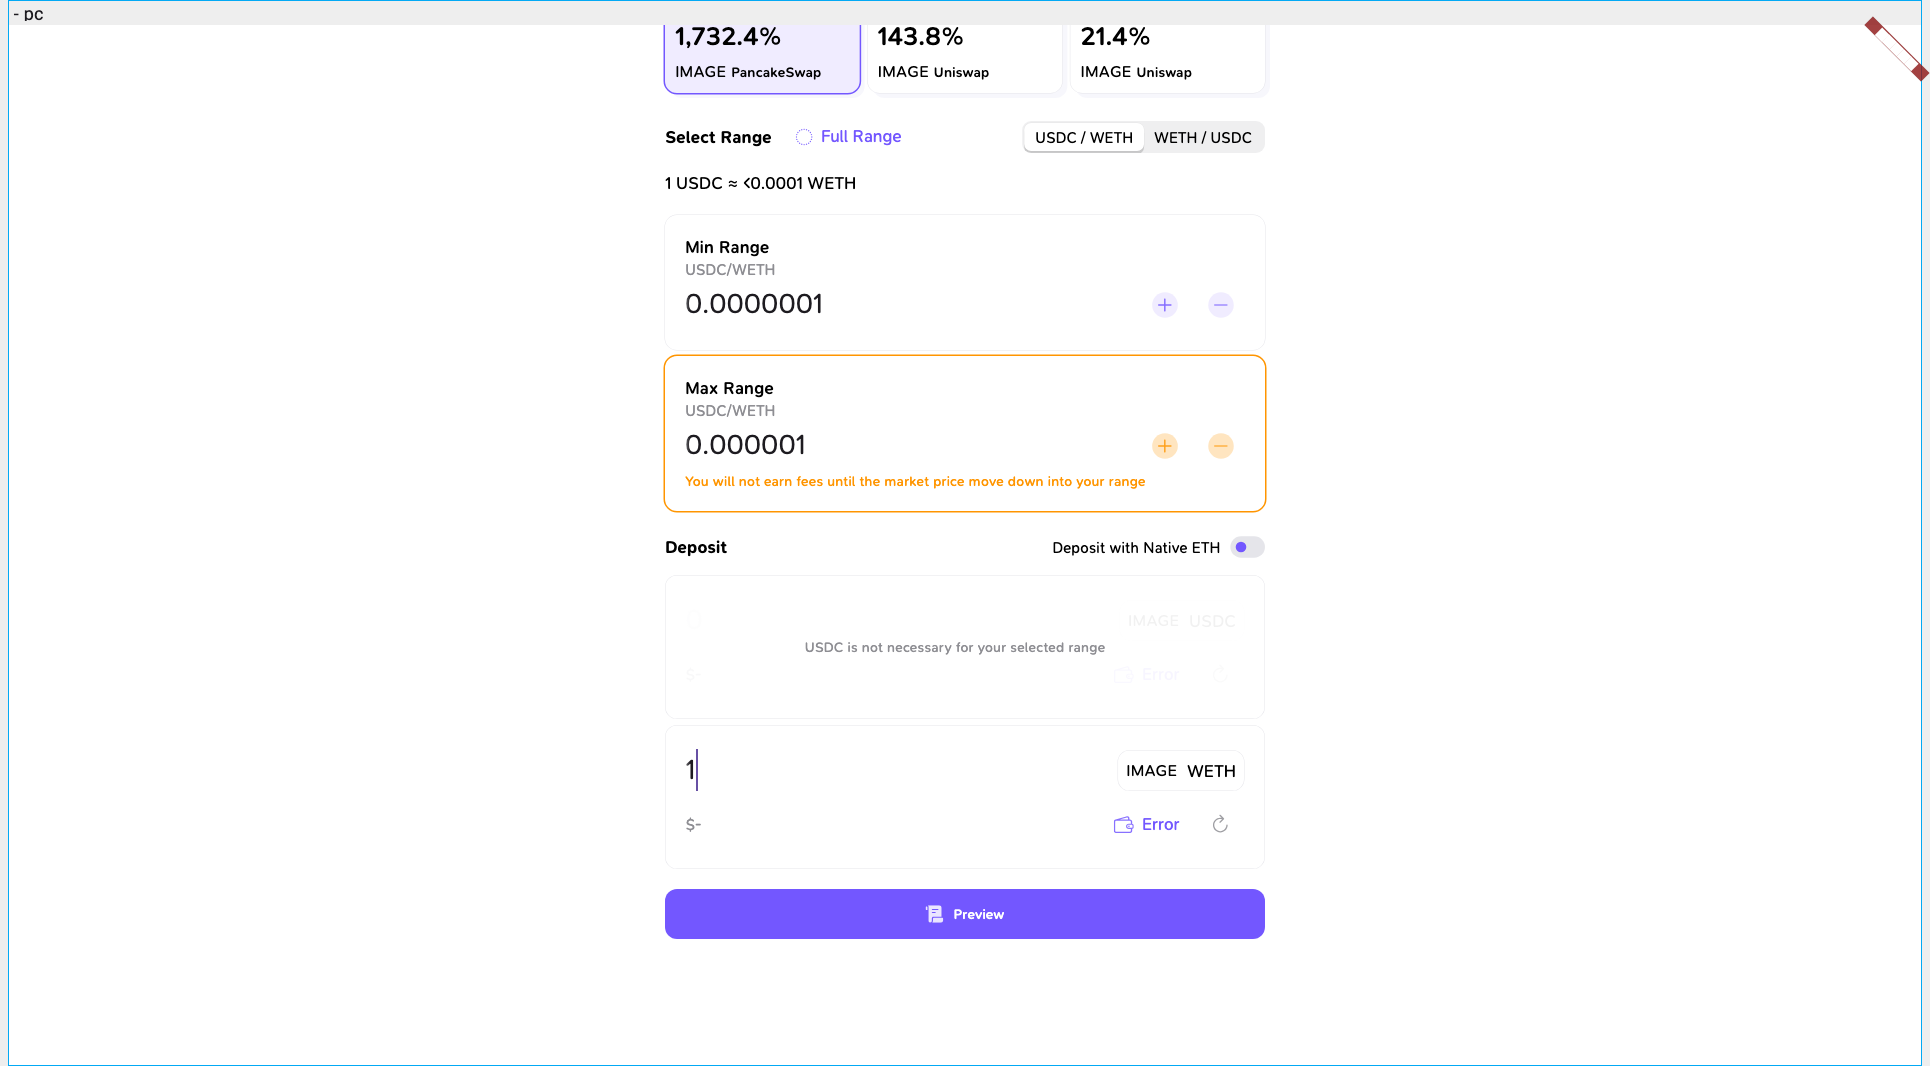 - pc
1,732.4%
IMAGE PancakeSwap
143.8%
IMAGE Uniswap
21.4%
IMAGE Uniswap
Select Range
Full Range
USDC / WETH
WETH / USDC
1 USDC ≈ <0.0001 WETH
Min Range
USDC/WETH
0.0000001
Max Range
USDC/WETH
0.000001
You will not earn fees until the market price move down into your range
Deposit
Deposit with Native ETH
IMAGE USDC
USDC is not necessary for your selected range
$-
Error
1
IMAGE WETH
$-
Error
Preview